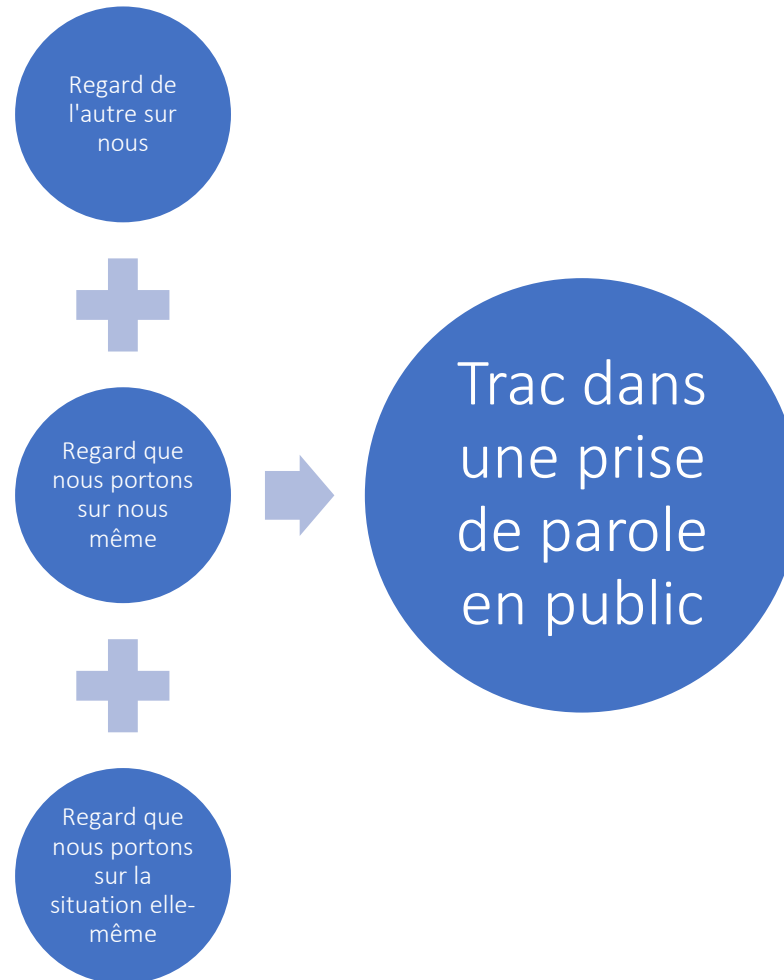 Regard de
l'autre sur
nous
Regard que
nous portons
sur nous
même
Regard que
nous portons
sur la
situation elle-
même
Trac dans
une prise
de parole
en public